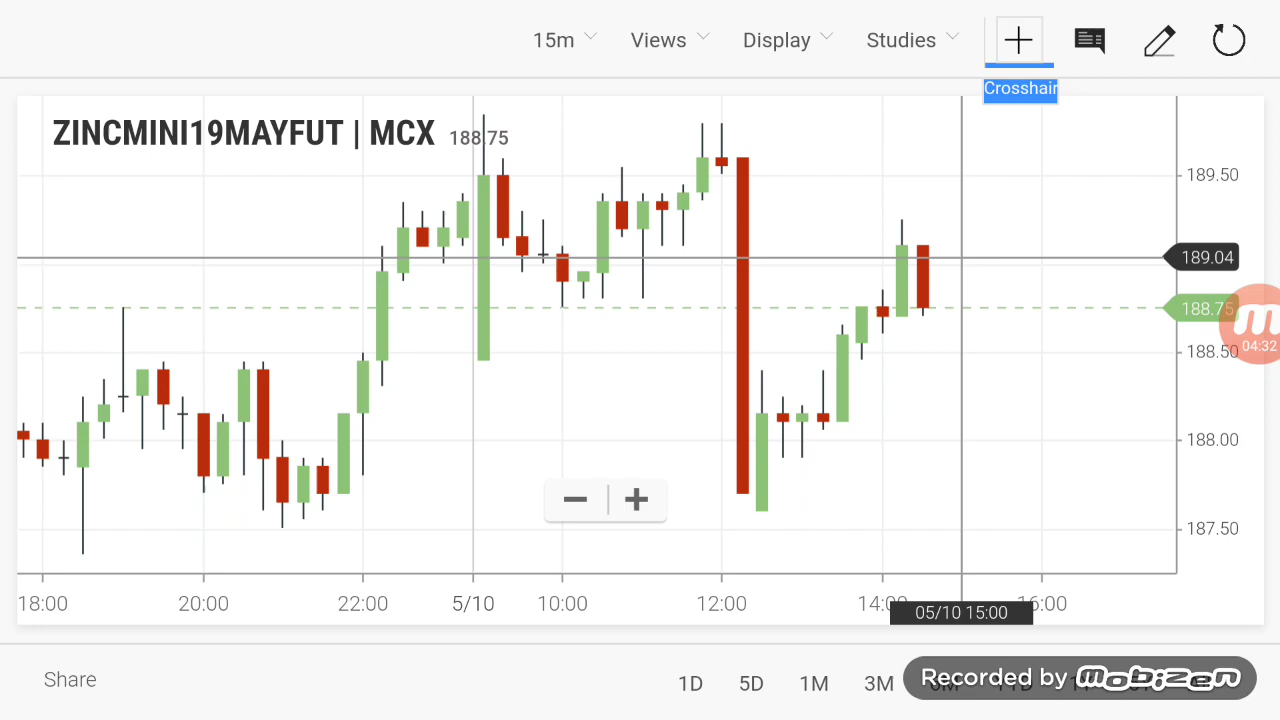 15m Views Display Studies
Crosshair
ZINCMINI19MAYFUT | MCX 188.75
189.50
189.04
188.75
04:32
188.50
188.00
187.50
18:00 20:00 22:00 5/10 10:00 12:00 14:00 16:00
05/10 15:00
Share 1D 5D 1M 3M
Recorded by mobizen